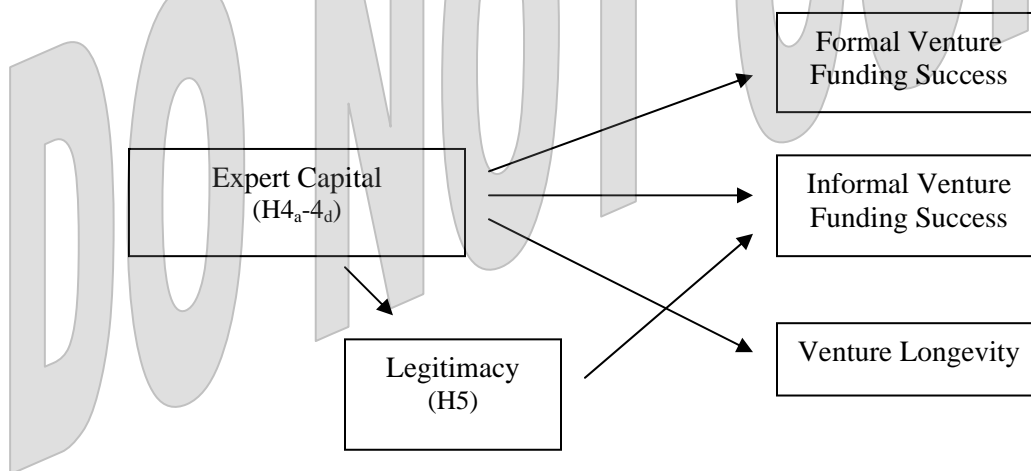 DO NOT
Formal Venture
Funding Success
Expert Capital
(H4a-4d)
Informal Venture
Funding Success
Legitimacy
(H5)
Venture Longevity